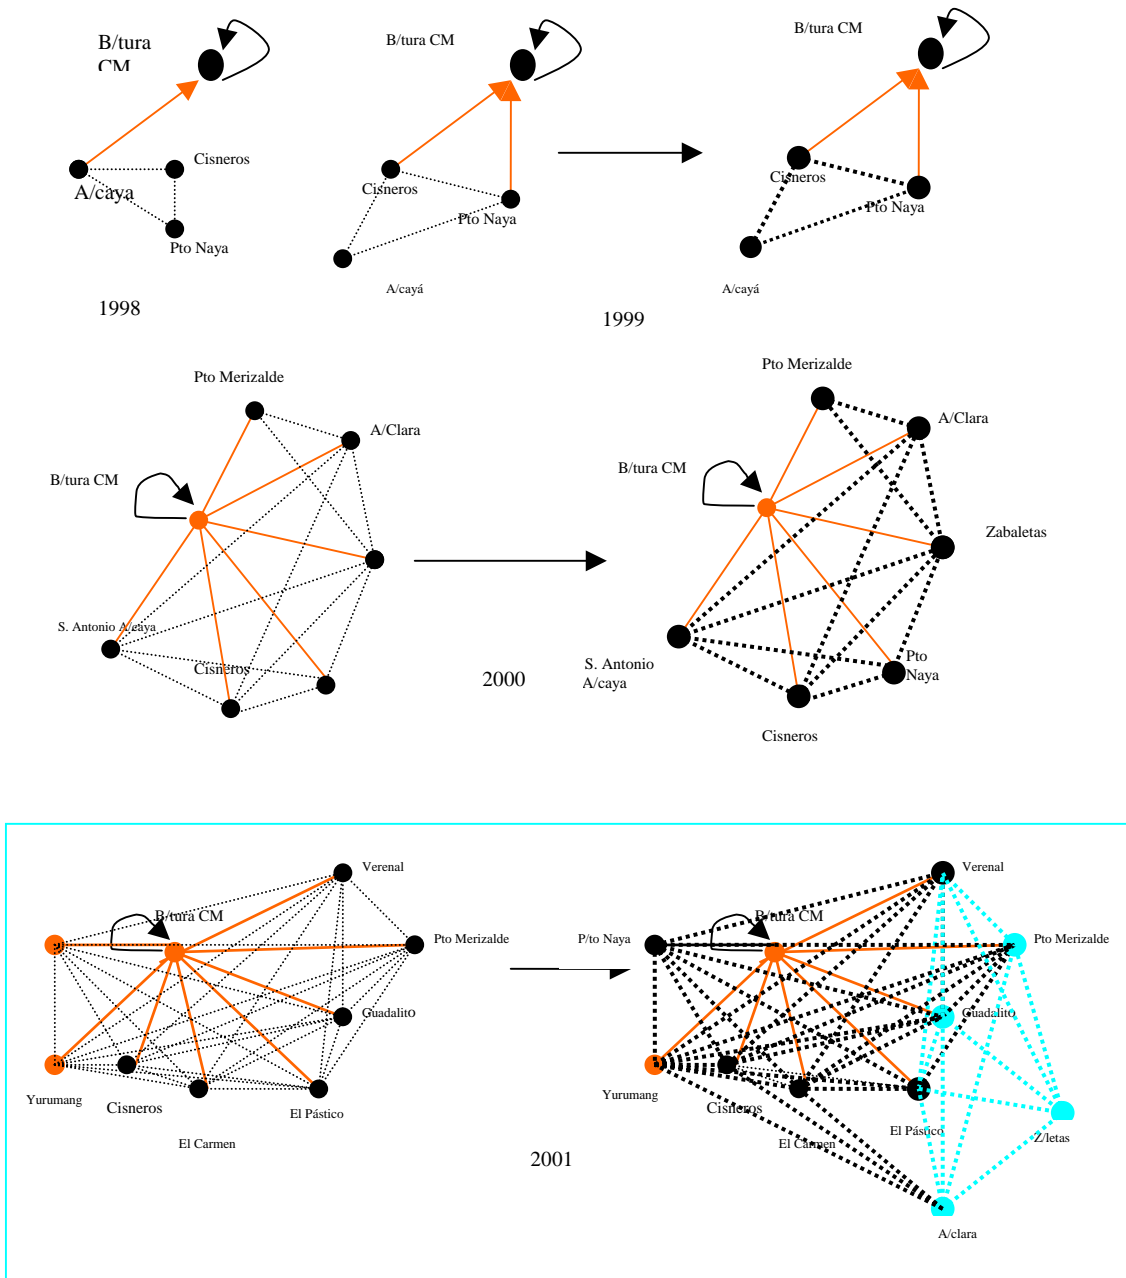 B/tura
CM
B/tura CM
B/tura CM
Cisneros
A/caya
Pto Naya
Cisneros
Pto Naya
A/cayá
Cisneros
Pto Naya
A/cayá
1998
1999
Pto Merizalde
A/Clara
B/tura CM
S. Antonio A/caya
Cisneros
2000
Pto Merizalde
A/Clara
B/tura CM
Zabaletas
S. Antonio
A/caya
Pto
Naya
Cisneros
Verenal
B/tura CM
Pto Merizalde
Guadalito
Yurumang
Cisneros
El Pástico
El Carmen
2001
Verenal
B/tura CM
P/to Naya
Pto Merizalde
Guadalito
Yurumang
Cisneros
El Pástico
El Carmen
Z/letas
A/clara